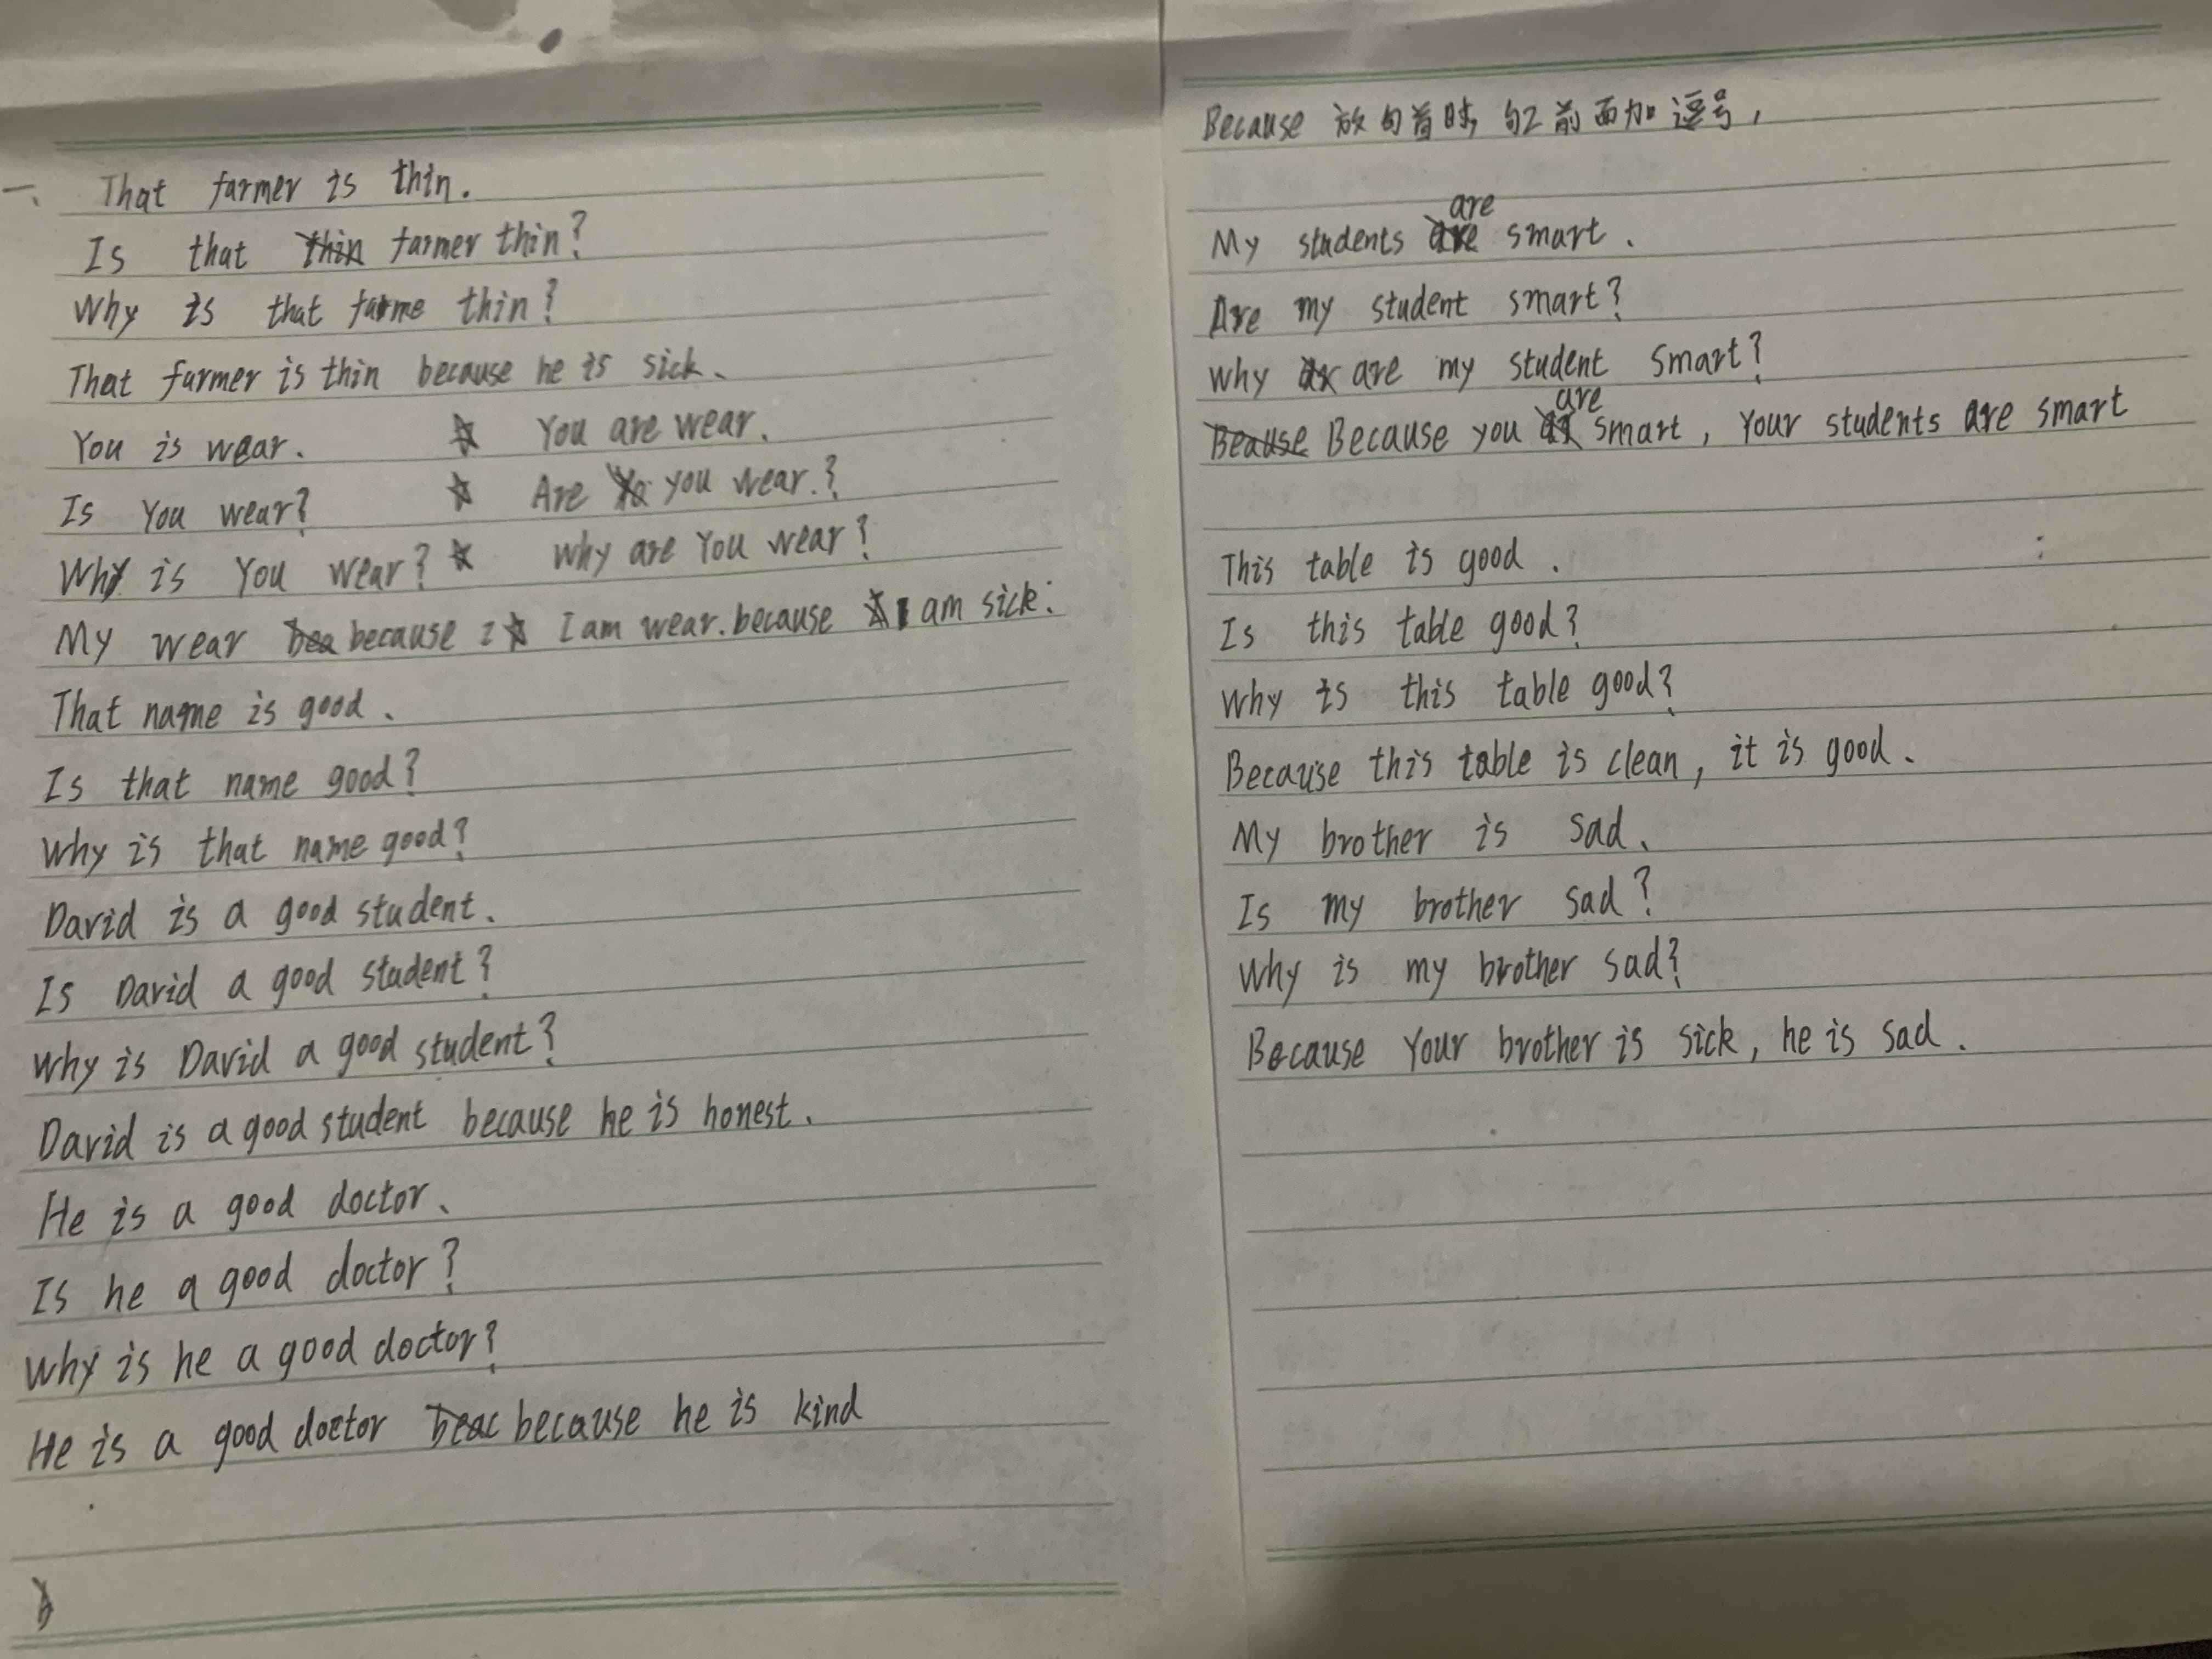 一、 That farmer is thin.
Is that thin farmer thin?
Why is that farme thin?
That farmer is thin because he is sick.
You is wear. ☆ You are wear.
Is You wear? ☆ Are Yo you wear.?
Why is You wear? ☆ Why are You wear?
My wear bea because I ☆ I am wear. because I am sick.
That name is good.
Is that name good?
Why is that name good?
David is a good student.
Is David a good student?
Why is David a good student?
David is a good student because he is honest.
He is a good doctor.
Is he a good doctor?
Why is he a good doctor?
He is a good doctor beac because he is kind
Because 放句首时, 句2前面加逗号,
are
My students are smart.
Are my student smart?
Why are my student smart?
are
Beause Because you smart, Your students are smart
This table is good.
Is this table good?
Why is this table good?
Because this table is clean, it is good.
My brother is sad.
Is my brother sad?
Why is my brother sad?
Because Your brother is sick, he is sad.